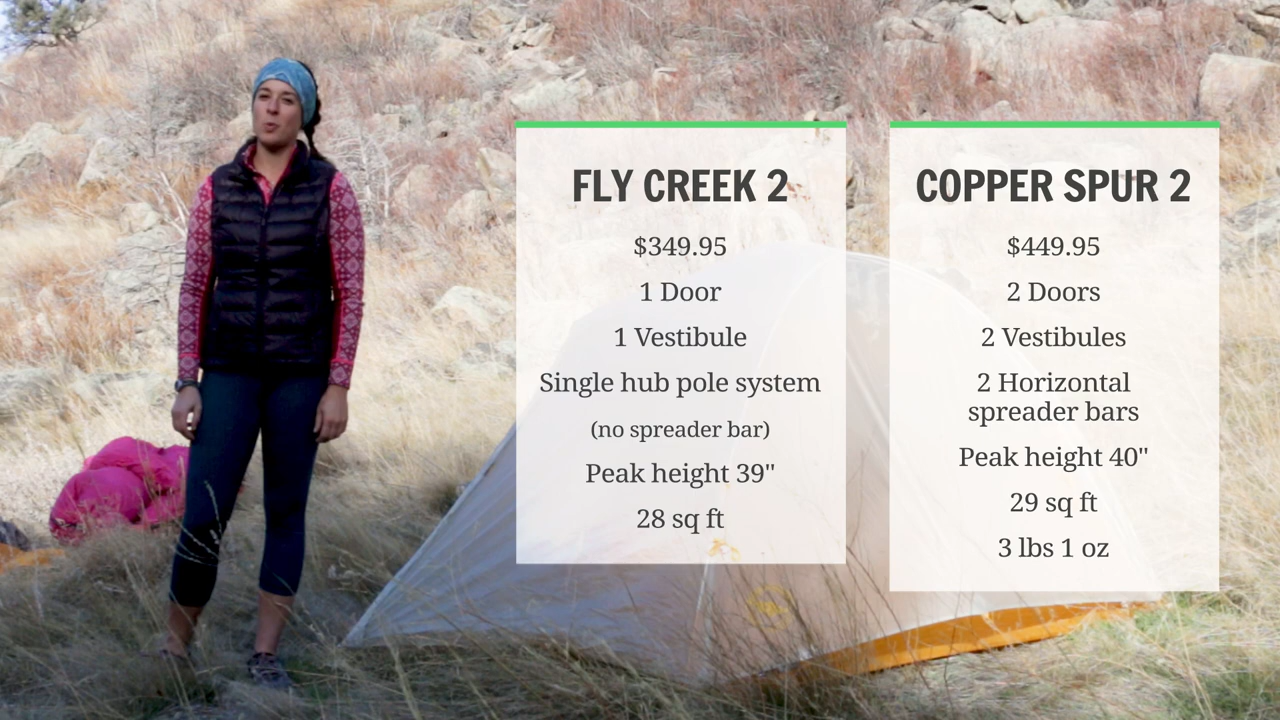 FLY CREEK 2
$349.95
1 Door
1 Vestibule
Single hub pole system
(no spreader bar)
Peak height 39"
28 sq ft
COPPER SPUR 2
$449.95
2 Doors
2 Vestibules
2 Horizontal
spreader bars
Peak height 40"
29 sq ft
3 lbs 1 oz